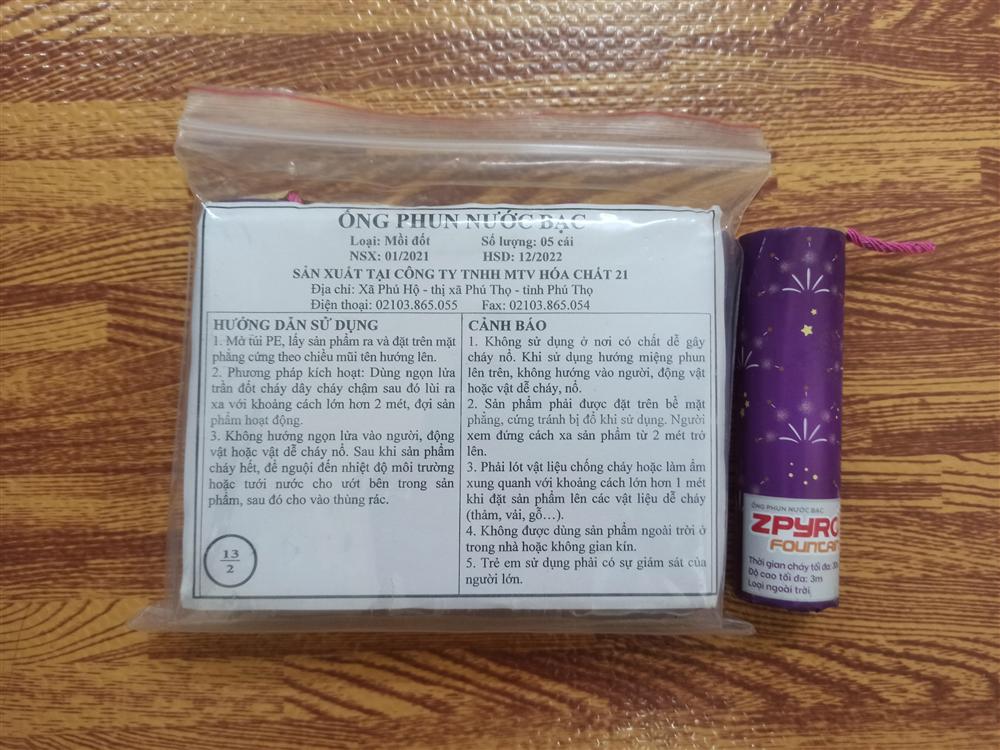 ỐNG PHUN NƯỚC BẠC
Loại: Mồi đốt Số lượng: 05 cái
NSX: 01/2021 HSD: 12/2022
SẢN XUẤT TẠI CÔNG TY TNHH MTV HÓA CHẤT 21
Địa chỉ: Xã Phú Hộ - thị xã Phú Thọ - tỉnh Phú Thọ
Điện thoại: 02103.865.055 Fax: 02103.865.054
HƯỚNG DẪN SỬ DỤNG
1. Mở túi PE, lấy sản phẩm ra và đặt trên mặt
phẳng cứng theo chiều mũi tên hướng lên.
2. Phương pháp kích hoạt: Dùng ngọn lửa
trần đốt cháy dây cháy chậm sau đó lùi ra
xa với khoảng cách lớn hơn 2 mét, đợi sản
phẩm hoạt động.
3. Không hướng ngọn lửa vào người, động
vật hoặc vật dễ cháy nổ. Sau khi sản phẩm
cháy hết, để nguội đến nhiệt độ môi trường
hoặc tưới nước cho ướt bên trong sản
phẩm, sau đó cho vào thùng rác.
13
2
CẢNH BÁO
1. Không sử dụng ở nơi có chất dễ gây
cháy nổ. Khi sử dụng hướng miệng phun
lên trên, không hướng vào người, động vật
hoặc vật dễ cháy, nổ.
2. Sản phẩm phải được đặt trên bề mặt
phẳng, cứng tránh bị đổ khi sử dụng. Người
xem đứng cách xa sản phẩm từ 2 mét trở
lên.
3. Phải lót vật liệu chống cháy hoặc làm ẩm
xung quanh với khoảng cách lớn hơn 1 mét
khi đặt sản phẩm lên các vật liệu dễ cháy
(thảm, vải, gỗ…).
4. Không được dùng sản phẩm ngoài trời ở
trong nhà hoặc không gian kín.
5. Trẻ em sử dụng phải có sự giám sát của
người lớn.
ỐNG PHUN NƯỚC BẠC
ZPYRO
FOUNTAIN
Thời gian cháy tối đa:
Độ cao tối đa: 3m
Loại ngoài trời